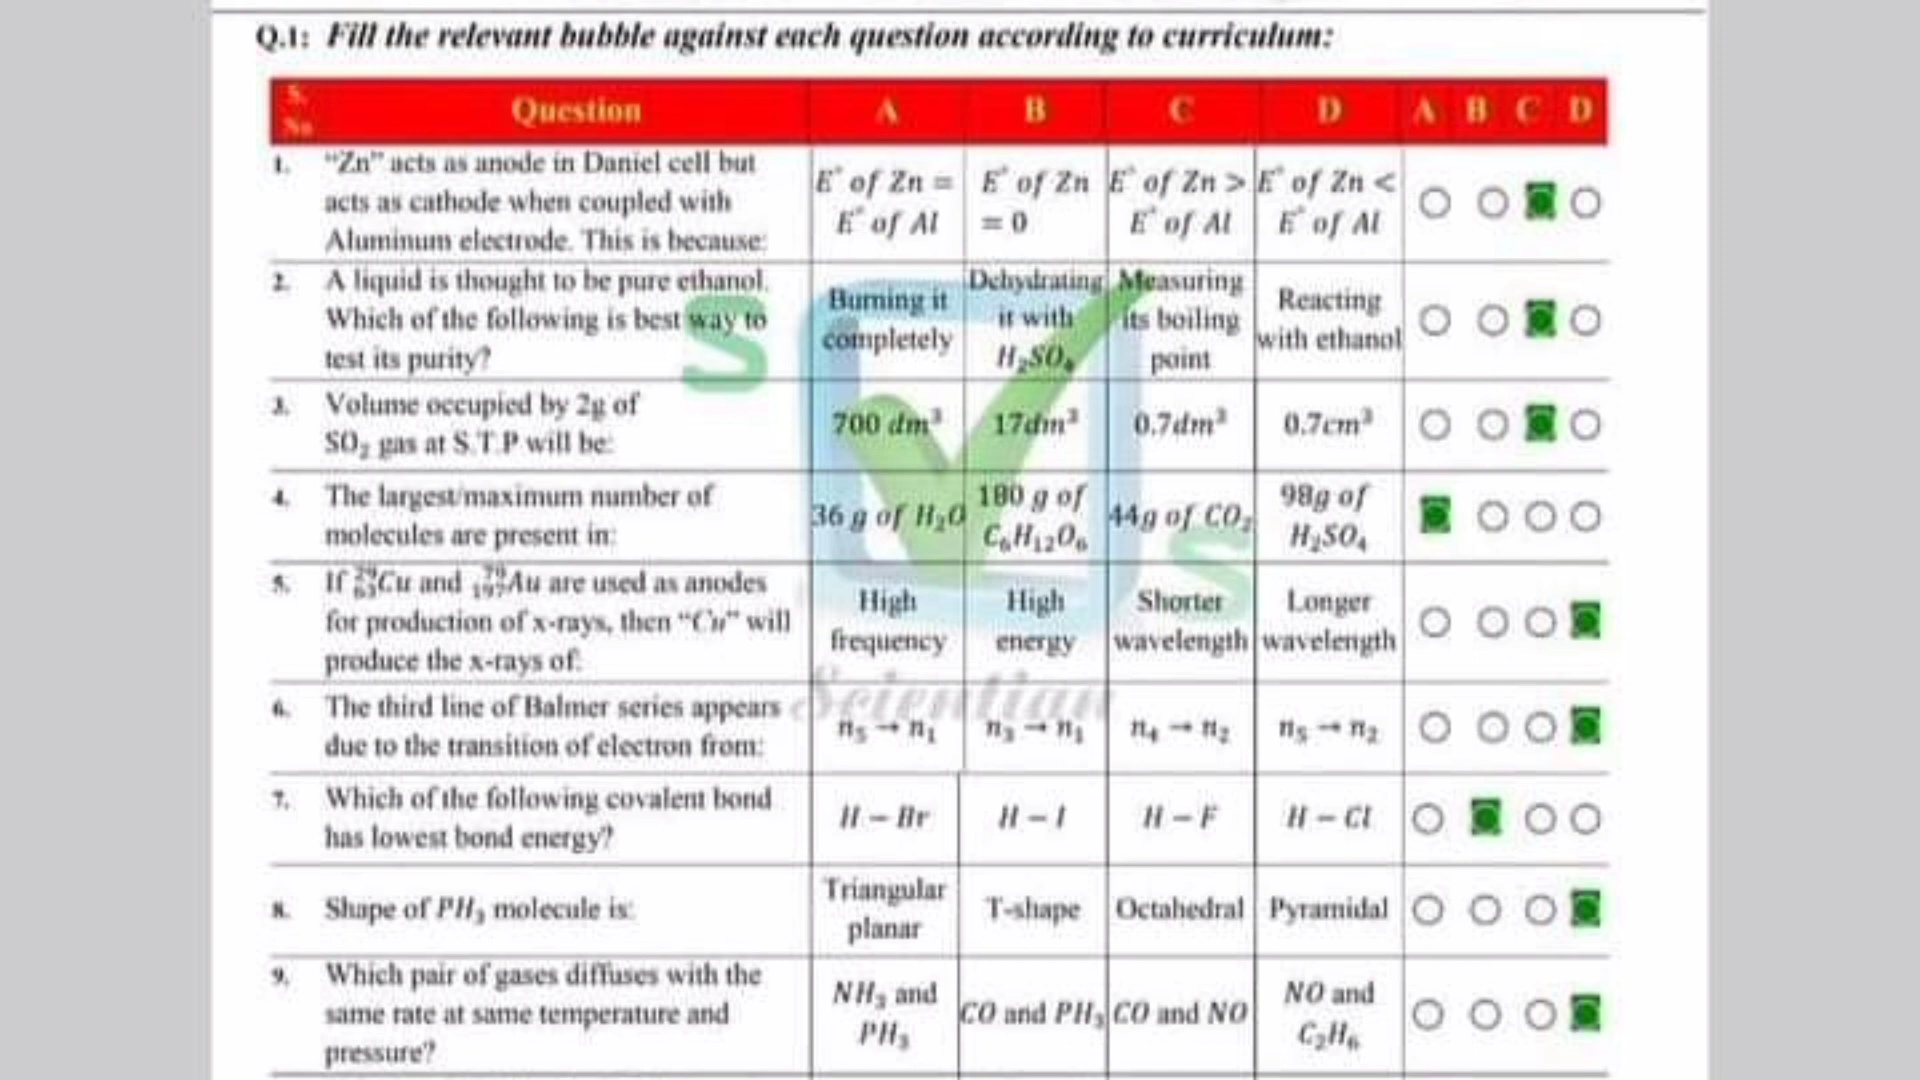 Q.1: Fill the relevant bubble against each question according to curriculum:
S. No Question A B C D A B C D
1. "Zn" acts as anode in Daniel cell but
acts as cathode when coupled with
Aluminum electrode. This is because:
E° of Zn =
E° of Al
E° of Zn
= 0
E° of Zn >
E° of Al
E° of Zn <
E° of Al
2. A liquid is thought to be pure ethanol.
Which of the following is best way to
test its purity?
Burning it
completely
Dehydrating
it with
H₂SO₄
Measuring
its boiling
point
Reacting
with ethanol
3. Volume occupied by 2g of
SO₂ gas at S.T.P will be:
700 dm³
17dm³
0.7dm³
0.7cm³
4. The largest/maximum number of
molecules are present in:
36 g of H₂O
180 g of
C₆H₁₂O₆
44g of CO₂
98g of
H₂SO₄
5. If ²⁹₆₃Cu and ⁷⁹₁₉₇Au are used as anodes
for production of x-rays, then "Cu" will
produce the x-rays of:
High
frequency
High
energy
Shorter
wavelength
Longer
wavelength
6. The third line of Balmer series appears
due to the transition of electron from:
n₅ → n₁
n₃ → n₁
n₄ → n₂
n₅ → n₂
7. Which of the following covalent bond
has lowest bond energy?
H – Br
H – I
H – F
H – Cl
8. Shape of PH₃ molecule is:
Triangular
planar
T-shape
Octahedral
Pyramidal
9. Which pair of gases diffuses with the
same rate at same temperature and
pressure?
NH₃ and
PH₃
CO and PH₃
CO and NO
NO and
C₂H₆
S
S
Scientian